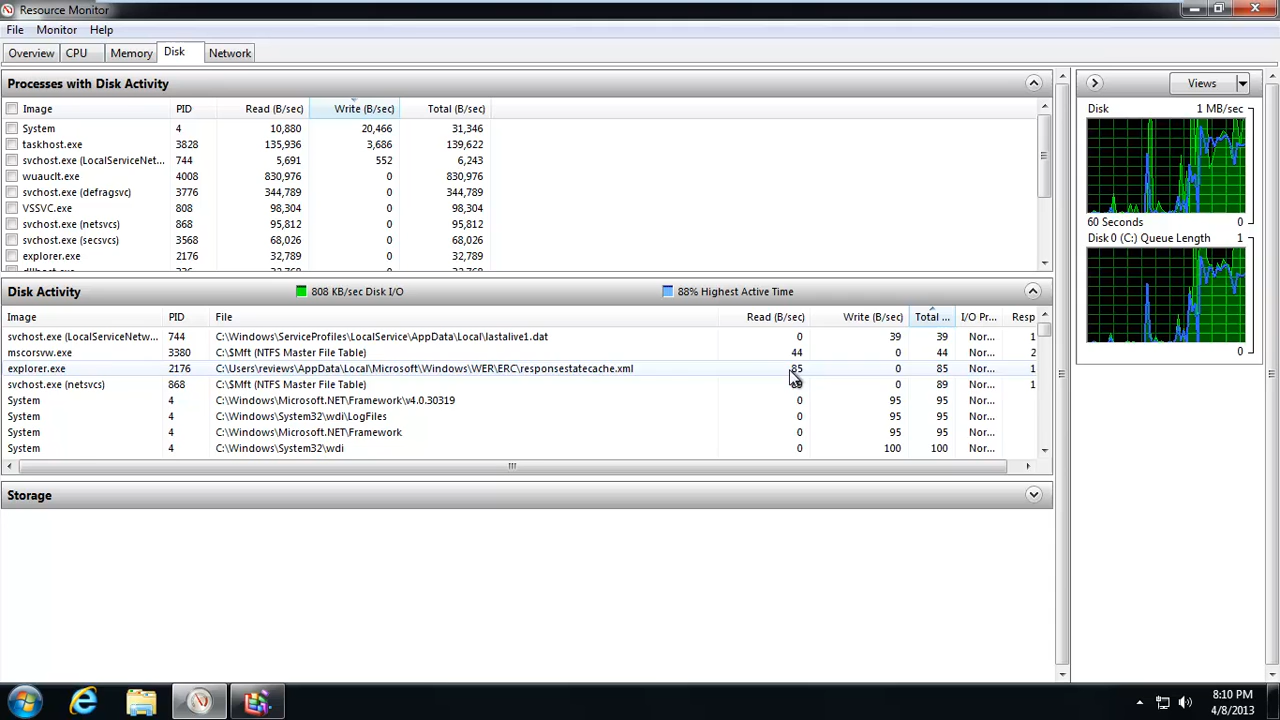 Resource Monitor
File Monitor Help
Overview CPU Memory Disk Network
Processes with Disk Activity
Image PID Read (B/sec) Write (B/sec) Total (B/sec)
System 4 10,880 20,466 31,346
taskhost.exe 3828 135,936 3,686 139,622
svchost.exe (LocalServiceNet... 744 5,691 552 6,243
wuauclt.exe 4008 830,976 0 830,976
svchost.exe (defragsvc) 3776 344,789 0 344,789
VSSVC.exe 808 98,304 0 98,304
svchost.exe (netsvcs) 868 95,812 0 95,812
svchost.exe (secsvcs) 3568 68,026 0 68,026
explorer.exe 2176 32,789 0 32,789
Disk Activity 808 KB/sec Disk I/O 88% Highest Active Time
Image PID File Read (B/sec) Write (B/sec) Total ... I/O Pr... Resp
svchost.exe (LocalServiceNetw... 744 C:\Windows\ServiceProfiles\LocalService\AppData\Local\lastalive1.dat 0 39 39 Nor... 1
mscorsvw.exe 3380 C:\$Mft (NTFS Master File Table) 44 0 44 Nor... 2
explorer.exe 2176 C:\Users\reviews\AppData\Local\Microsoft\Windows\WER\ERC\responsestatecache.xml 85 0 85 Nor... 1
svchost.exe (netsvcs) 868 C:\$Mft (NTFS Master File Table) 89 0 89 Nor... 1
System 4 C:\Windows\Microsoft.NET\Framework\v4.0.30319 0 95 95 Nor...
System 4 C:\Windows\System32\wdi\LogFiles 0 95 95 Nor...
System 4 C:\Windows\Microsoft.NET\Framework 0 95 95 Nor...
System 4 C:\Windows\System32\wdi 0 100 100 Nor...
Storage
Views
Disk 1 MB/sec
60 Seconds 0
Disk 0 (C:) Queue Length 1
0
8:10 PM
4/8/2013